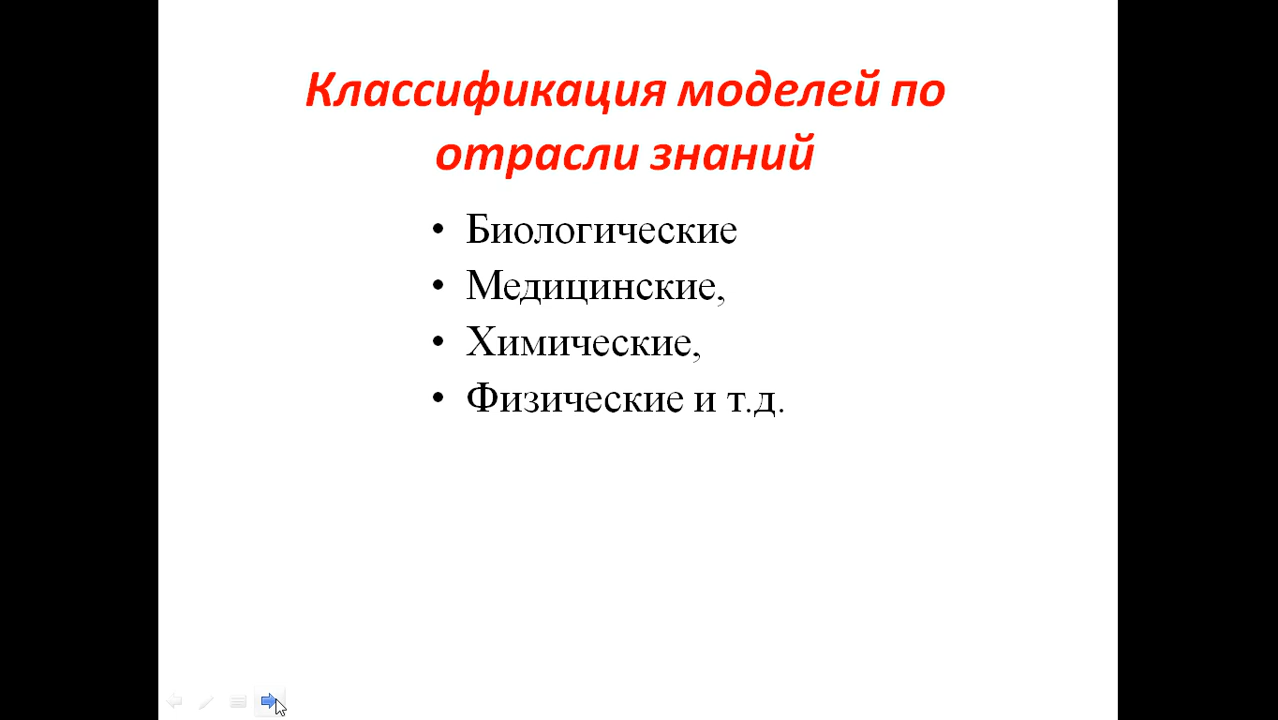 Классификация моделей по
отрасли знаний
• Биологические
• Медицинские,
• Химические,
• Физические и т.д.